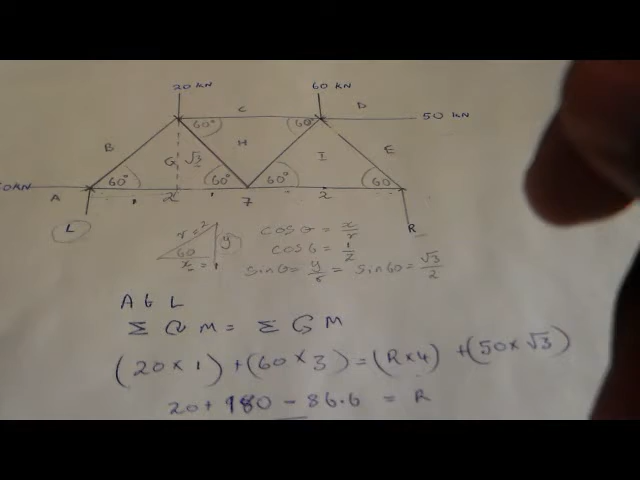 20 KN 60 KN
C D
60° 60° 50 KN
B H E
G √3 I
60° 60° 60° 60
A 2 7 2
L R
r=2 y cos θ = x/r
60 cos 6 = 1/2
sin θ = y/r = sin 60 = √3/2
A b L
M = M
(20 × 1) + (60 × 3) = (R × 4) + (50 × √3)
20 + 180 - 86.6 = R